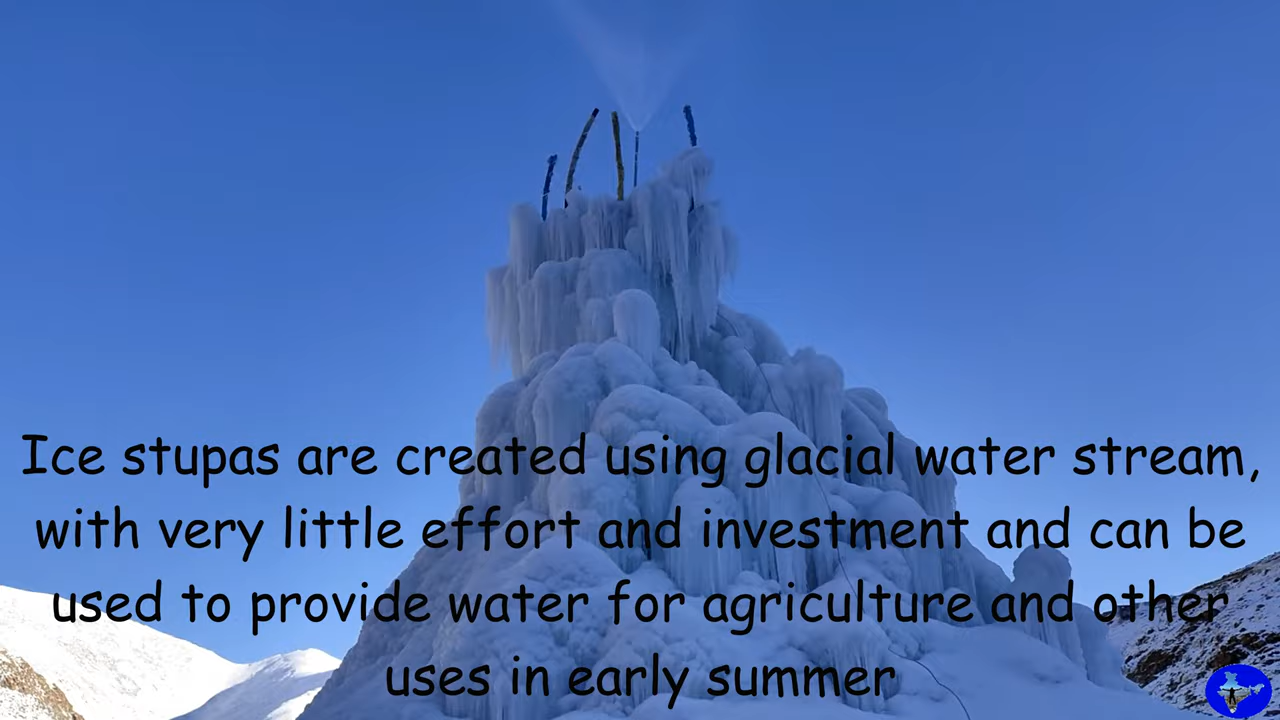 Ice stupas are created using glacial water stream,
with very little effort and investment and can be
used to provide water for agriculture and other
uses in early summer